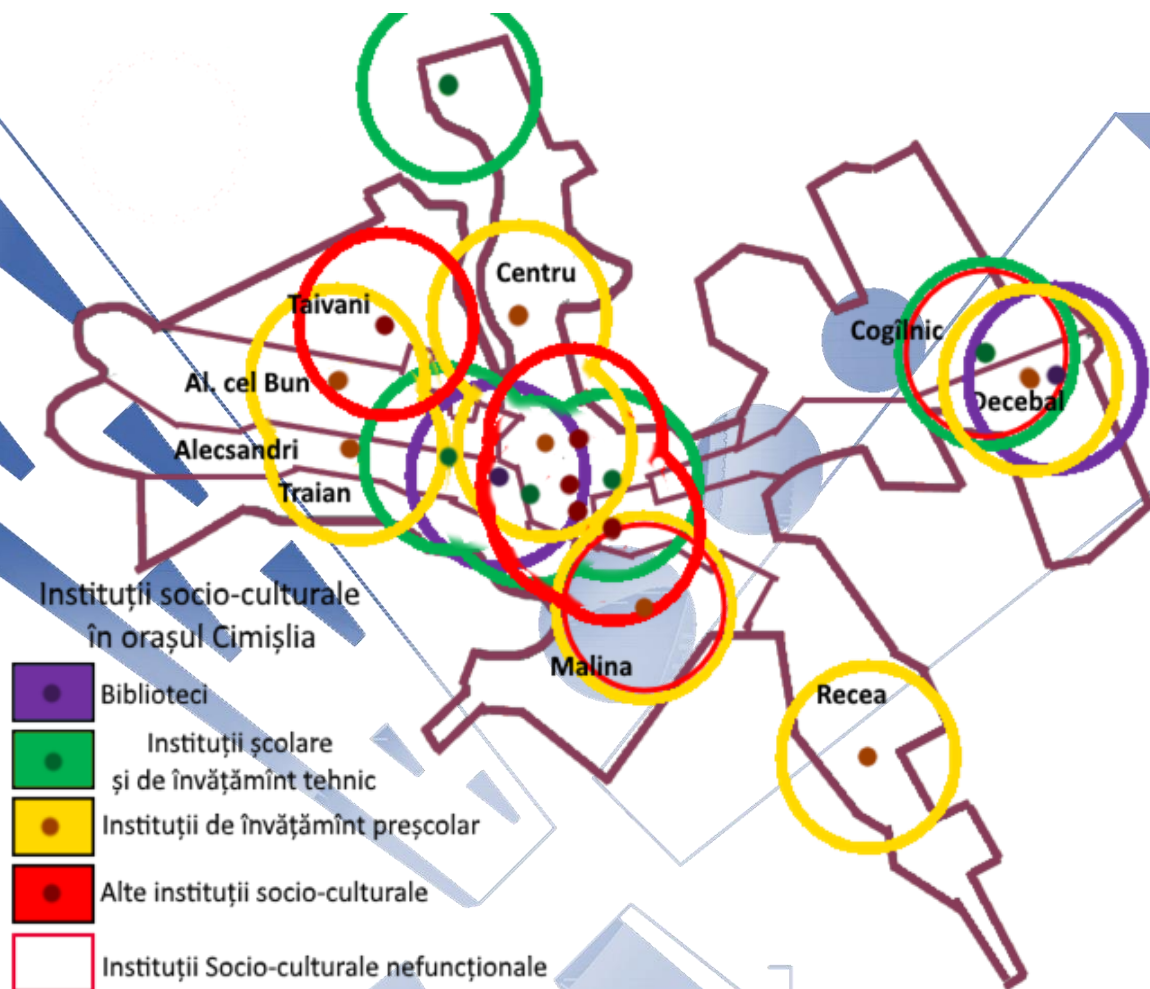 Centru
Taivani
Cogîlnic
Al. cel Bun
Decebal
Alecsandri
Traian
Malina
Recea
Instituții socio-culturale
în orașul Cimișlia
Biblioteci
Instituții școlare
și de învățămînt tehnic
Instituții de învățămînt preșcolar
Alte instituții socio-culturale
Instituții Socio-culturale nefuncționale